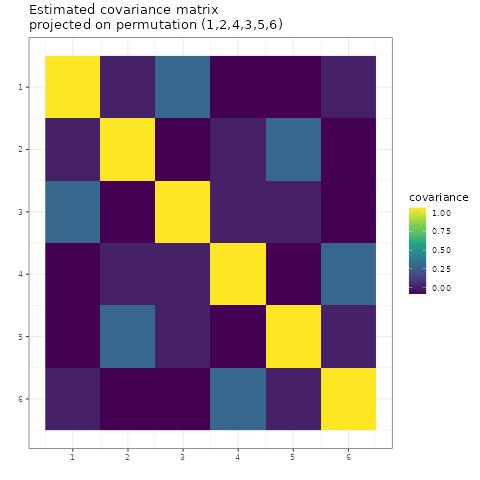 Estimated covariance matrix
projected on permutation (1,2,4,3,5,6)
1
2
3
4
5
6
1 2 3 4 5 6
covariance
1.00
0.75
0.50
0.25
0.00